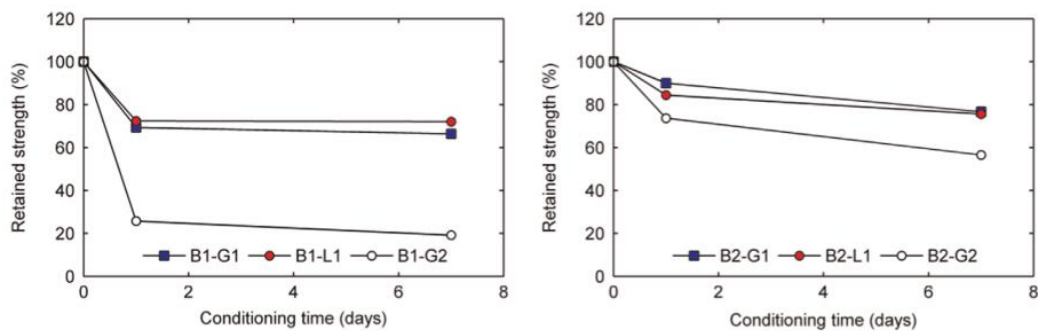 120
100
80
60
40
20
0
Retained strength (%)
B1-G1 B1-L1 B1-G2
0 2 4 6 8
Conditioning time (days)
120
100
80
60
40
20
0
Retained strength (%)
B2-G1 B2-L1 B2-G2
0 2 4 6 8
Conditioning time (days)